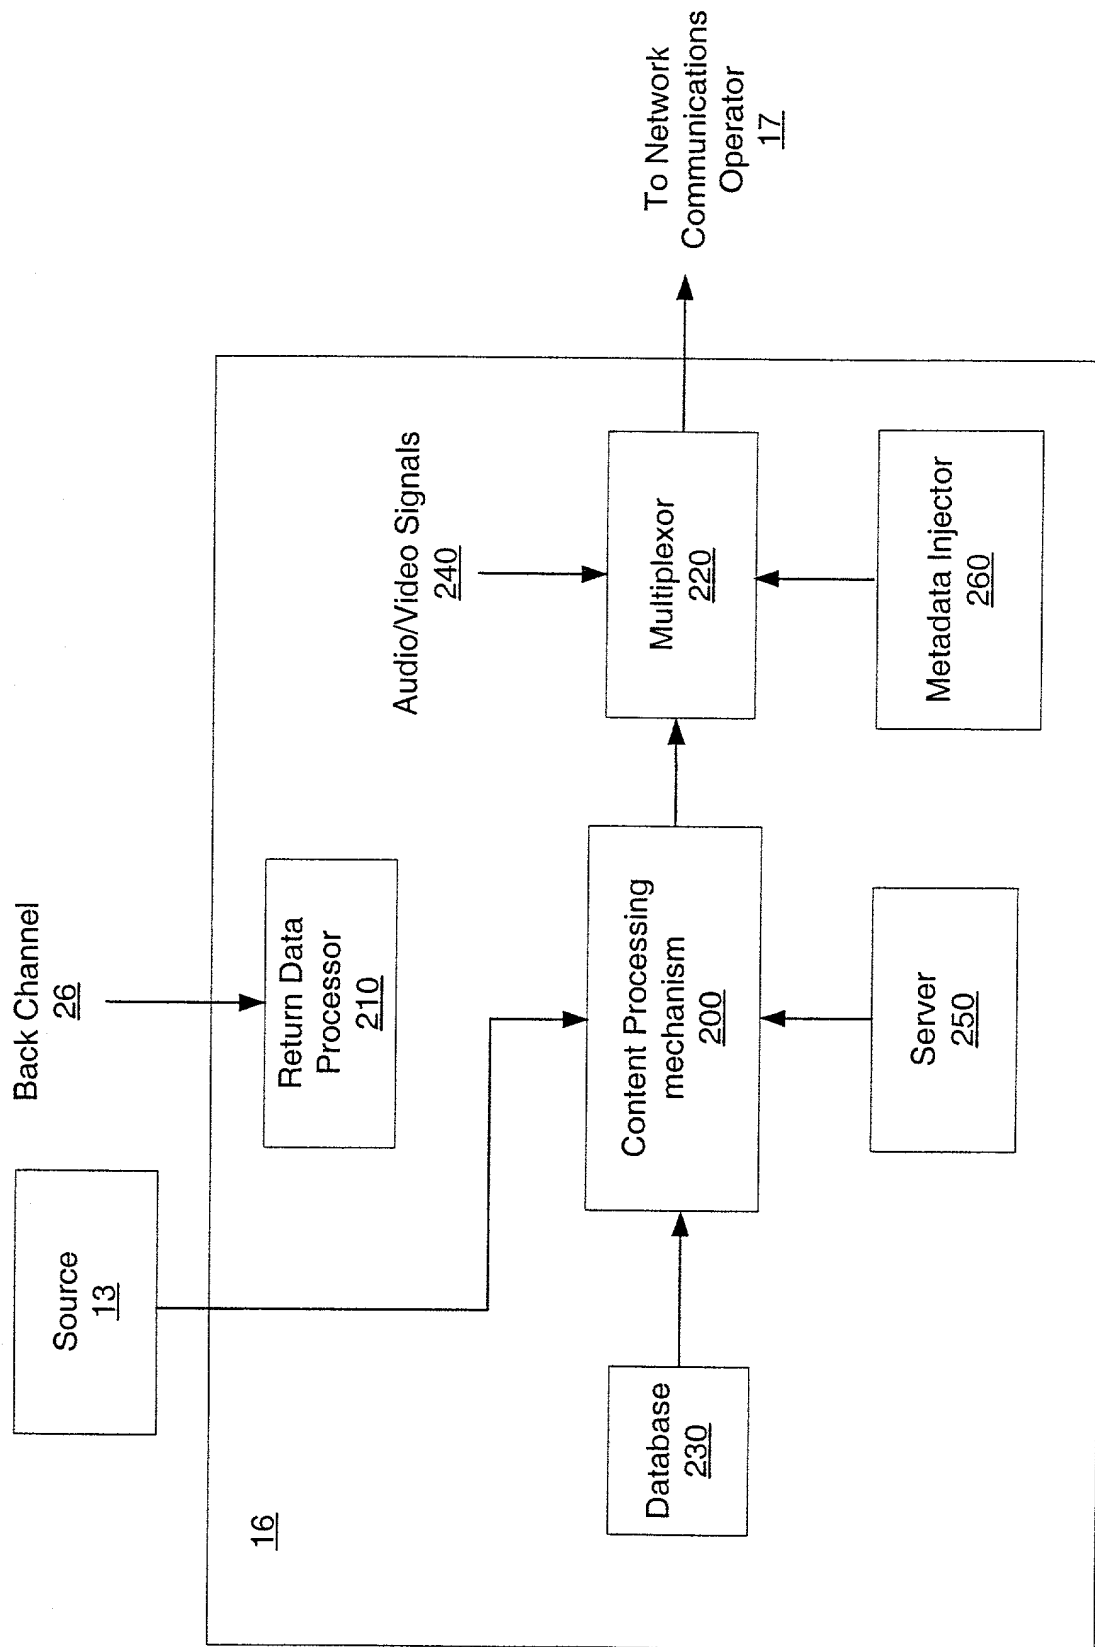 Source
13
Back Channel
26
16
Return Data
Processor
210
Audio/Video Signals
240
To Network
Communications
Operator
17
Database
230
Content Processing
mechanism
200
Multiplexor
220
Server
250
Metadata Injector
260